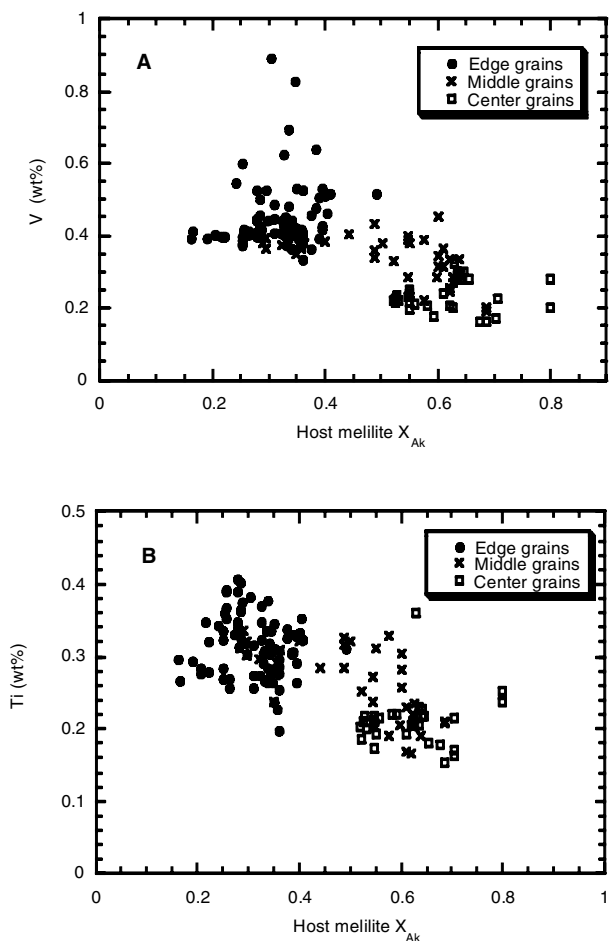 1
A
Edge grains
Middle grains
Center grains
0.8
0.6
V (wt%)
0.4
0.2
0
0 0.2 0.4 0.6 0.8
Host melilite X_Ak
0.5
B
Edge grains
Middle grains
Center grains
0.4
0.3
Ti (wt%)
0.2
0.1
0
0 0.2 0.4 0.6 0.8 1
Host melilite X_Ak